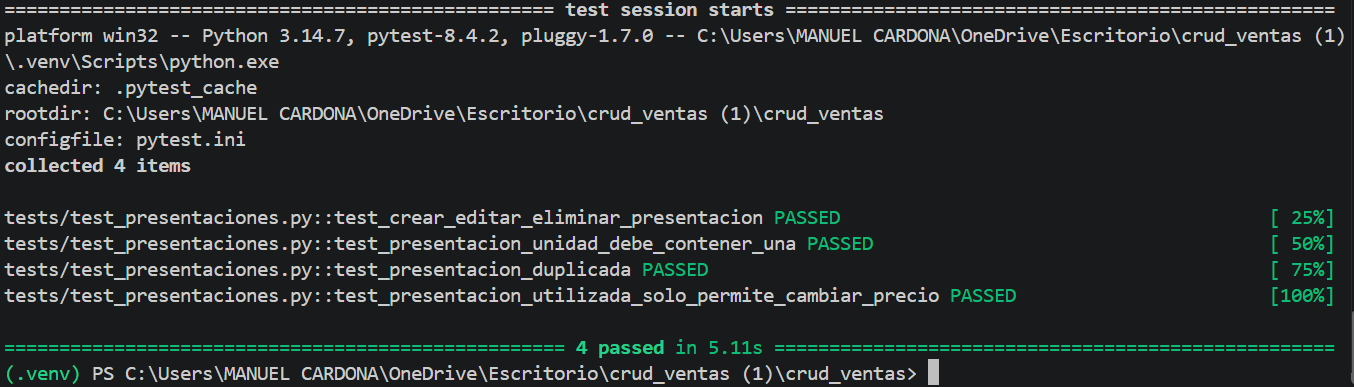 ================================================== test session starts ==================================================
platform win32 -- Python 3.14.7, pytest-8.4.2, pluggy-1.7.0 -- C:\Users\MANUEL CARDONA\OneDrive\Escritorio\crud_ventas (1)
\.venv\Scripts\python.exe
cachedir: .pytest_cache
rootdir: C:\Users\MANUEL CARDONA\OneDrive\Escritorio\crud_ventas (1)\crud_ventas
configfile: pytest.ini
collected 4 items

tests/test_presentaciones.py::test_crear_editar_eliminar_presentacion PASSED                                       [ 25%]
tests/test_presentaciones.py::test_presentacion_unidad_debe_contener_una PASSED                                    [ 50%]
tests/test_presentaciones.py::test_presentacion_duplicada PASSED                                                   [ 75%]
tests/test_presentaciones.py::test_presentacion_utilizada_solo_permite_cambiar_precio PASSED                       [100%]

=================================================== 4 passed in 5.11s ===================================================
(.venv) PS C:\Users\MANUEL CARDONA\OneDrive\Escritorio\crud_ventas (1)\crud_ventas>